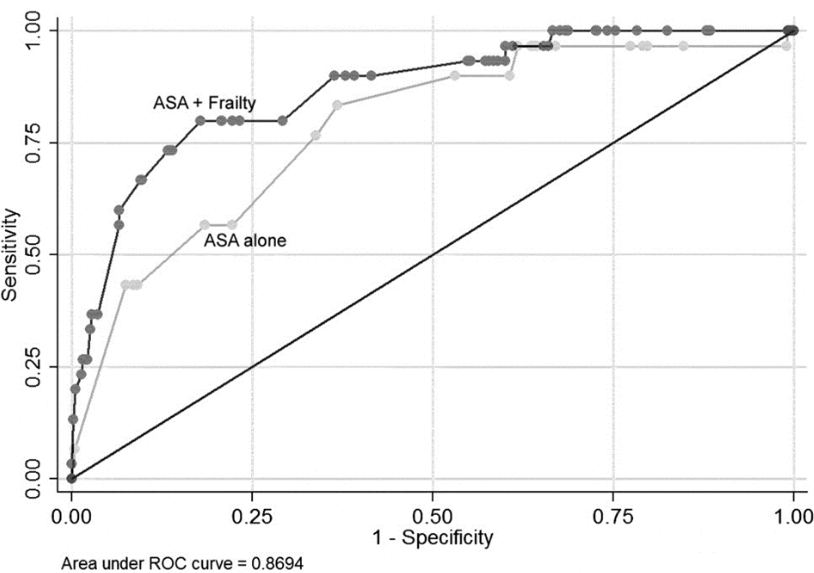 1.00
0.75
0.50
0.25
0.00
Sensitivity
ASA + Frailty
ASA alone
0.00 0.25 0.50 0.75 1.00
1 - Specificity
Area under ROC curve = 0.8694